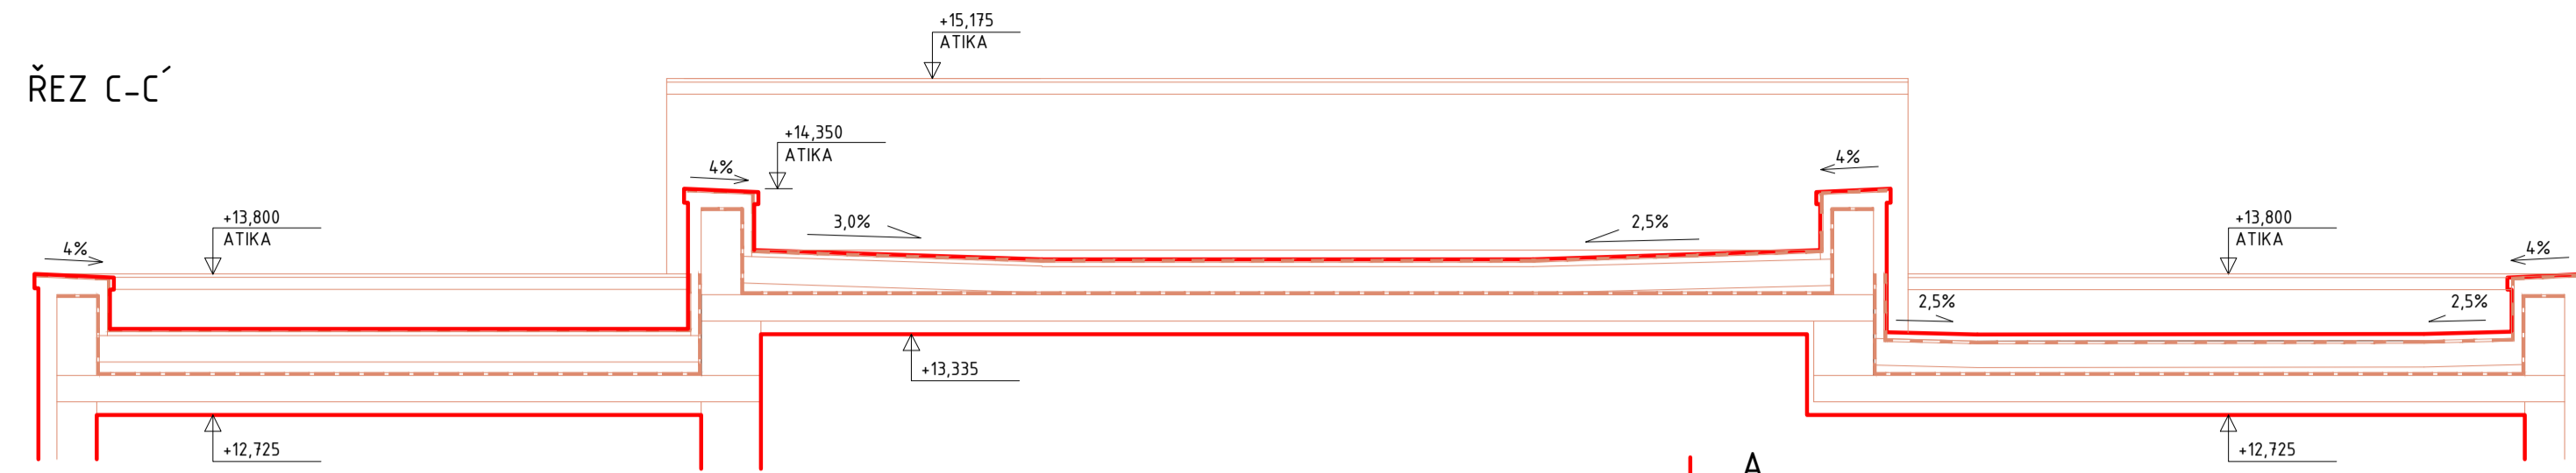 +15,175
ATIKA
ŘEZ C-C´
+14,350
ATIKA
4%
4%
+13,800
ATIKA
3,0%
2,5%
+13,800
ATIKA
4%
4%
2,5%
2,5%
+13,335
+12,725
+12,725
A